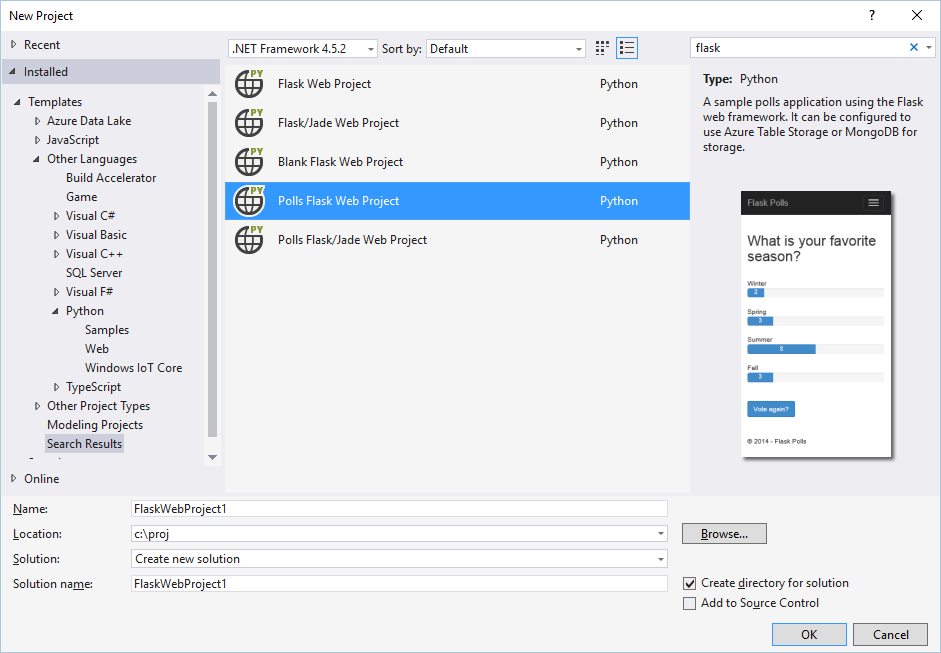 New Project
?
Recent
.NET Framework 4.5.2
Sort by:
Default
flask
Installed
Templates
Azure Data Lake
JavaScript
Other Languages
Build Accelerator
Game
Visual C#
Visual Basic
Visual C++
SQL Server
Visual F#
Python
Samples
Web
Windows IoT Core
TypeScript
Other Project Types
Modeling Projects
Search Results
Online
PY Flask Web Project Python
PY Flask/Jade Web Project Python
PY Blank Flask Web Project Python
PY Polls Flask Web Project Python
PY Polls Flask/Jade Web Project Python
Type: Python
A sample polls application using the Flask
web framework. It can be configured to
use Azure Table Storage or MongoDB for
storage.
Flask Polls
What is your favorite
season?
Winter
2
Spring
3
Summer
8
Fall
3
Vote again?
© 2014 - Flask Polls
Name: FlaskWebProject1
Location: c:\proj
Browse...
Solution: Create new solution
Solution name: FlaskWebProject1
Create directory for solution
Add to Source Control
OK
Cancel